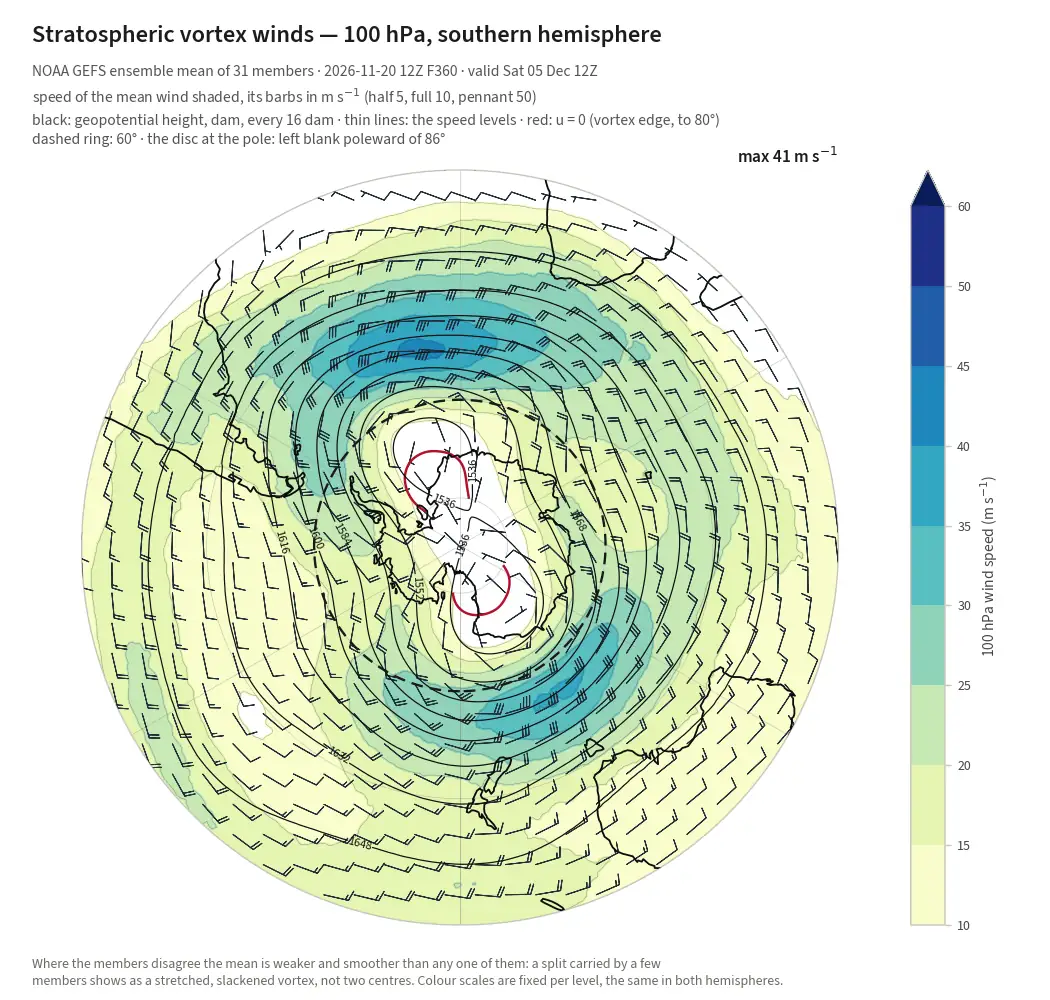 Stratospheric vortex winds — 100 hPa, southern hemisphere
NOAA GEFS ensemble mean of 31 members · 2026-11-20 12Z F360 · valid Sat 05 Dec 12Z
speed of the mean wind shaded, its barbs in m s⁻¹ (half 5, full 10, pennant 50)
black: geopotential height, dam, every 16 dam · thin lines: the speed levels · red: u = 0 (vortex edge, to 80°)
dashed ring: 60° · the disc at the pole: left blank poleward of 86°
max 41 m s⁻¹
60
50
45
40
35
30
25
20
15
10
100 hPa wind speed (m s⁻¹)
1536
1536
1536
1568
1616
1600
1584
1552
1632
1648
Where the members disagree the mean is weaker and smoother than any one of them: a split carried by a few
members shows as a stretched, slackened vortex, not two centres. Colour scales are fixed per level, the same in both hemispheres.